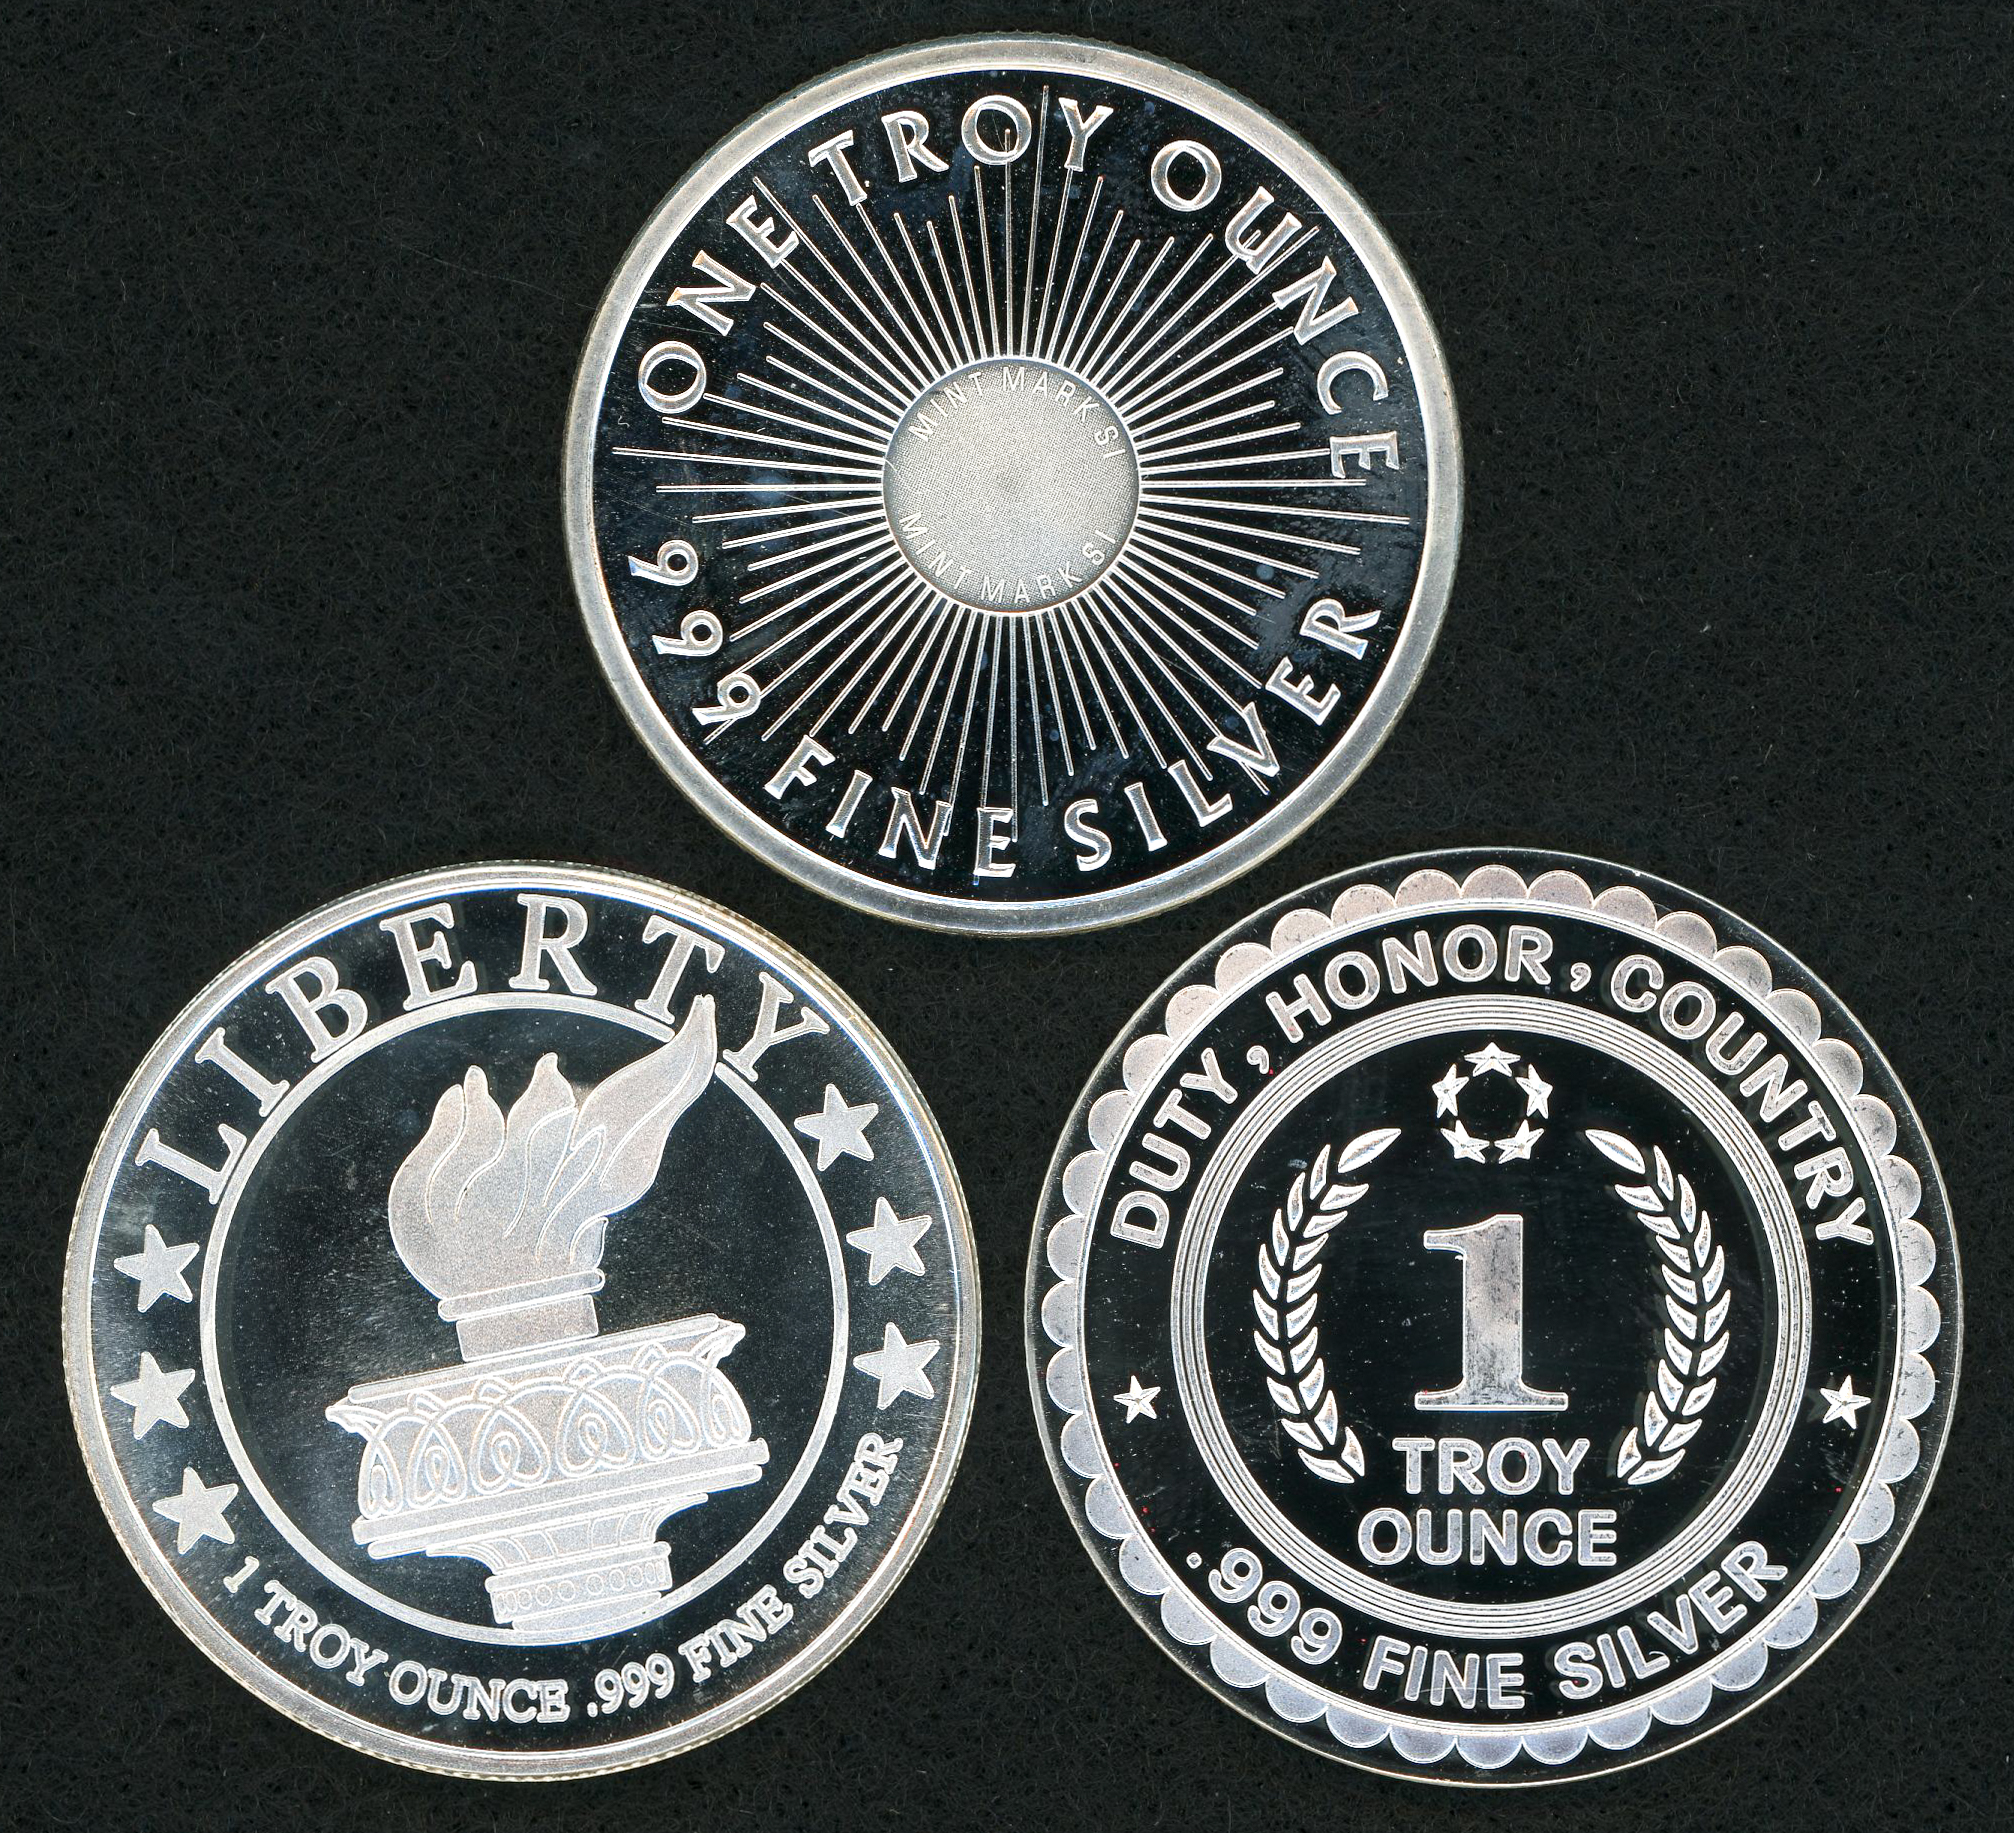 ONE TROY OUNCE
MINT MARK SI
MINT MARK SI
999 FINE SILVER
LIBERTY
1 TROY OUNCE .999 FINE SILVER
DUTY, HONOR, COUNTRY
1
TROY
OUNCE
.999 FINE SILVER